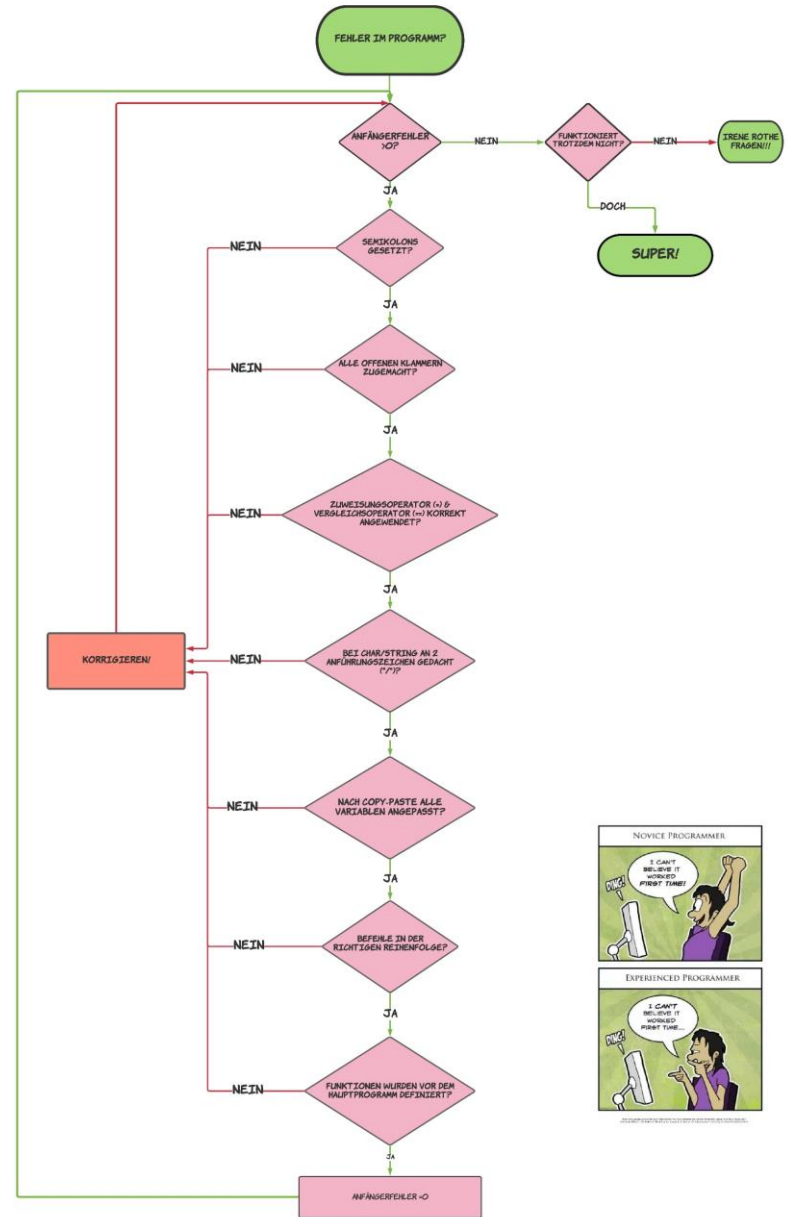 FEHLER IM PROGRAMM?
ANFÄNGERFEHLER
>0?
NEIN
FUNKTIONIERT
TROTZDEM NICHT?
NEIN
IRENE ROTHE
FRAGEN!!!
DOCH
SUPER!
JA
SEMIKOLONS
GESETZT?
NEIN
JA
ALLE OFFENEN KLAMMERN
ZUGEMACHT?
NEIN
JA
ZUWEISUNGSOPERATOR (=) &
VERGLEICHSOPERATOR (==) KORREKT
ANGEWENDET?
NEIN
JA
BEI CHAR/STRING AN 2
ANFÜHRUNGSZEICHEN GEDACHT
("/")?
NEIN
KORRIGIEREN!
JA
NACH COPY-PASTE ALLE
VARIABLEN ANGEPASST?
NEIN
JA
BEFEHLE IN DER
RICHTIGEN REIHENFOLGE?
NEIN
JA
FUNKTIONEN WURDEN VOR DEM
HAUPTPROGRAMM DEFINIERT?
NEIN
JA
ANFÄNGERFEHLER =0
NOVICE PROGRAMMER
I CAN'T
BELIEVE IT
WORKED
FIRST TIME!
DING!
EXPERIENCED PROGRAMMER
I CAN'T
BELIEVE IT
WORKED
FIRST TIME...
DING!